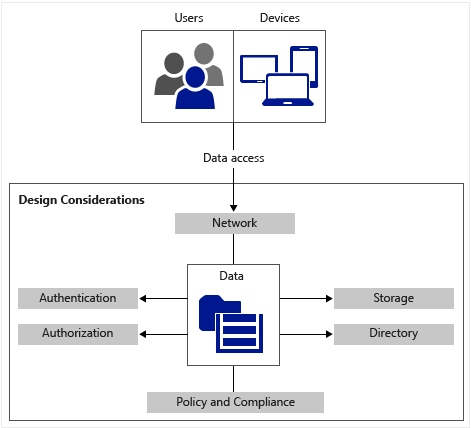 Users
Devices
Data access
Design Considerations
Network
Data
Authentication
Storage
Authorization
Directory
Policy and Compliance